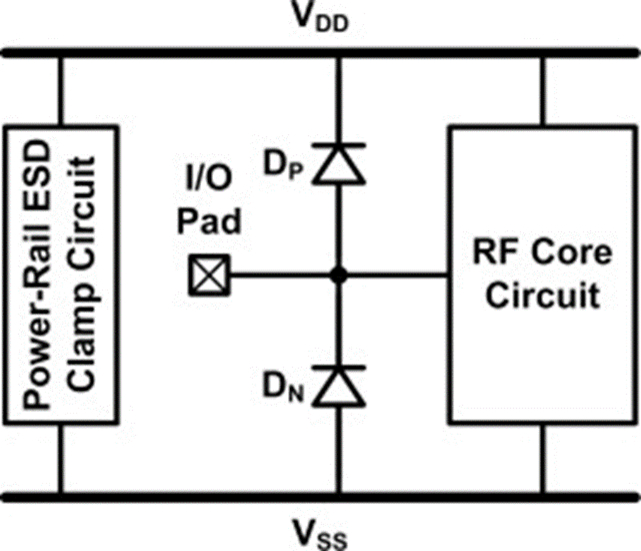 VDD
Power-Rail ESD
Clamp Circuit
I/O
Pad
DP
RF Core
Circuit
DN
VSS